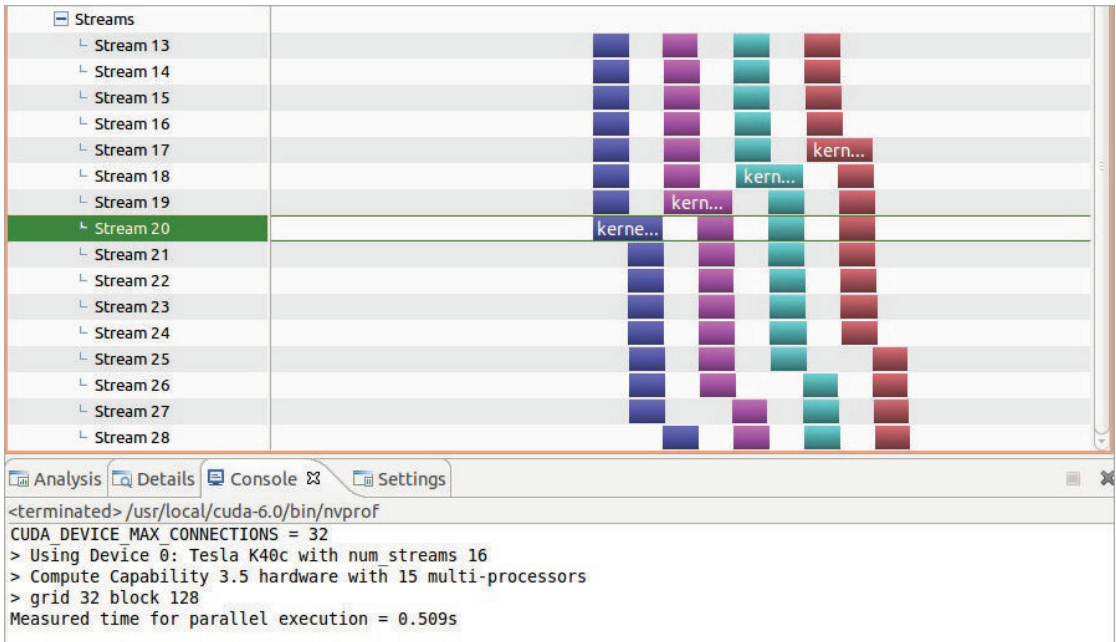 Streams
Stream 13
Stream 14
Stream 15
Stream 16
Stream 17 kern...
Stream 18 kern...
Stream 19 kern...
Stream 20 kerne...
Stream 21
Stream 22
Stream 23
Stream 24
Stream 25
Stream 26
Stream 27
Stream 28
Analysis Details Console Settings
<terminated> /usr/local/cuda-6.0/bin/nvprof
CUDA_DEVICE_MAX_CONNECTIONS = 32
> Using Device 0: Tesla K40c with num_streams 16
> Compute Capability 3.5 hardware with 15 multi-processors
> grid 32 block 128
Measured time for parallel execution = 0.509s